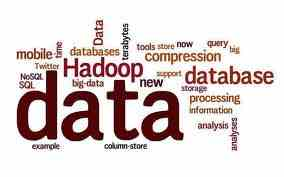 Data
terabytes
time
mobile
databases
tools store now query big
Twitter
compression
NoSQL
Hadoop
support
database
SQL
big-data
new
storage
processing
data
information
analysis
analyses
example
column-store